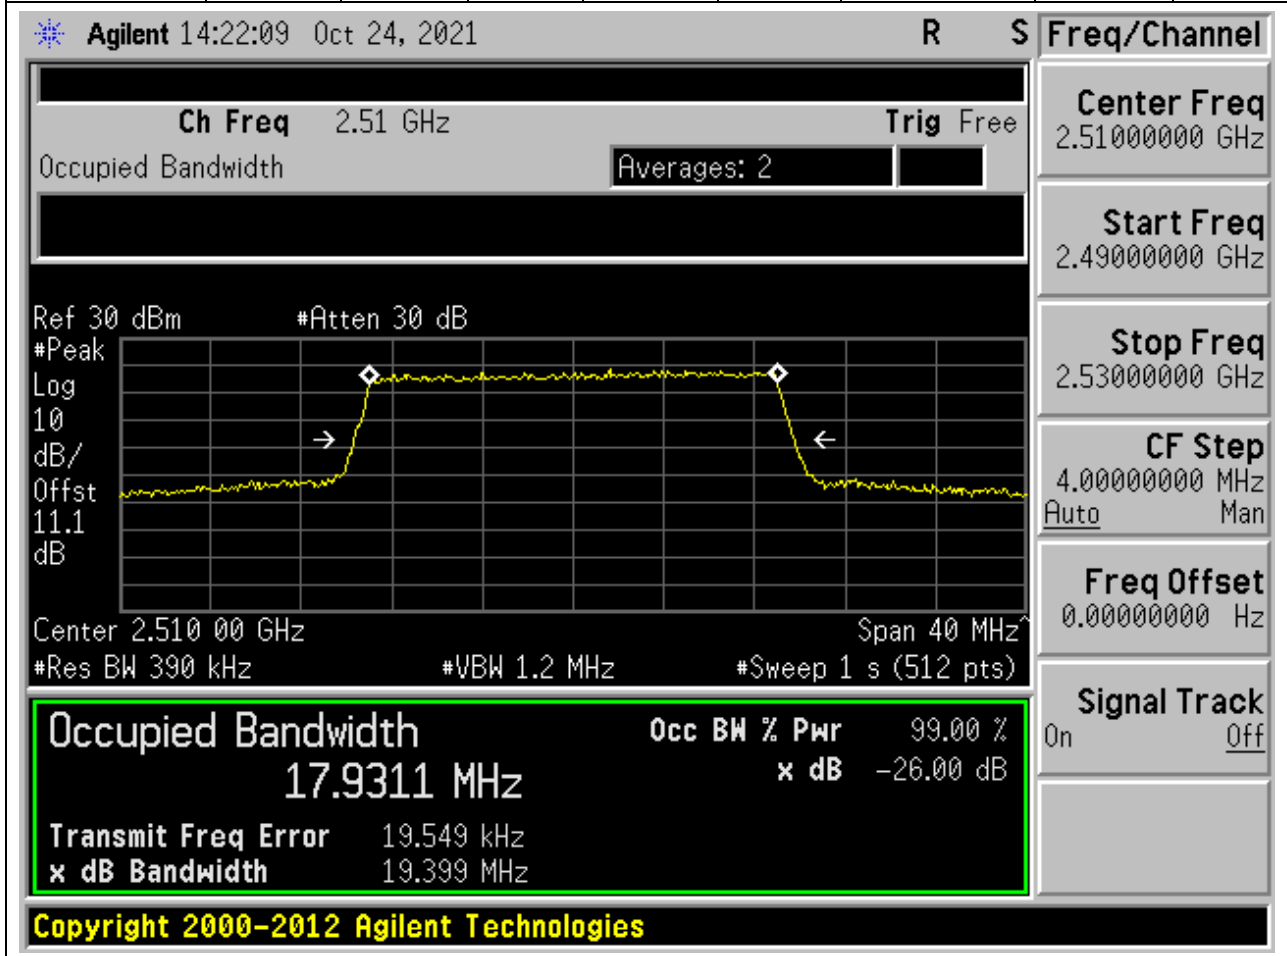 Agilent 14:22:09 Oct 24, 2021 R S
Freq/Channel
Ch Freq 2.51 GHz Trig Free
Occupied Bandwidth Averages: 2
Ref 30 dBm #Atten 30 dB
#Peak
Log
10
dB/
Offst
11.1
dB
Center 2.510 00 GHz Span 40 MHz^
#Res BW 390 kHz #VBW 1.2 MHz #Sweep 1 s (512 pts)
Occupied Bandwidth Occ BW % Pwr 99.00 %
17.9311 MHz x dB -26.00 dB
Transmit Freq Error 19.549 kHz
x dB Bandwidth 19.399 MHz
Copyright 2000-2012 Agilent Technologies
Center Freq
2.51000000 GHz
Start Freq
2.49000000 GHz
Stop Freq
2.53000000 GHz
CF Step
4.00000000 MHz
Auto Man
Freq Offset
0.00000000 Hz
Signal Track
On Off